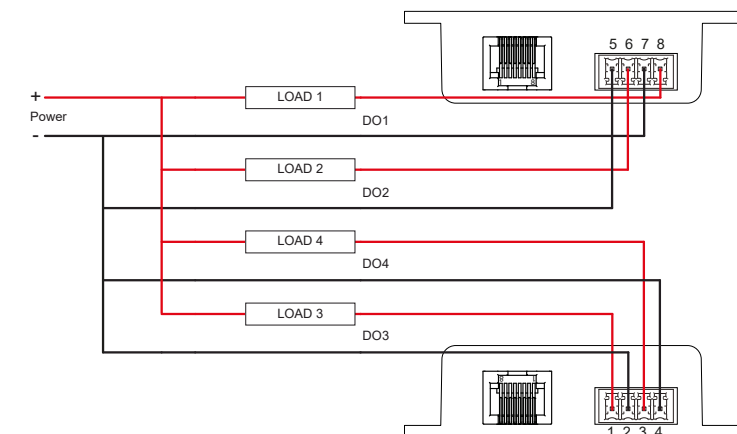 5 6 7 8
+
LOAD 1
Power
DO1
-
LOAD 2
DO2
LOAD 4
DO4
LOAD 3
DO3
1 2 3 4